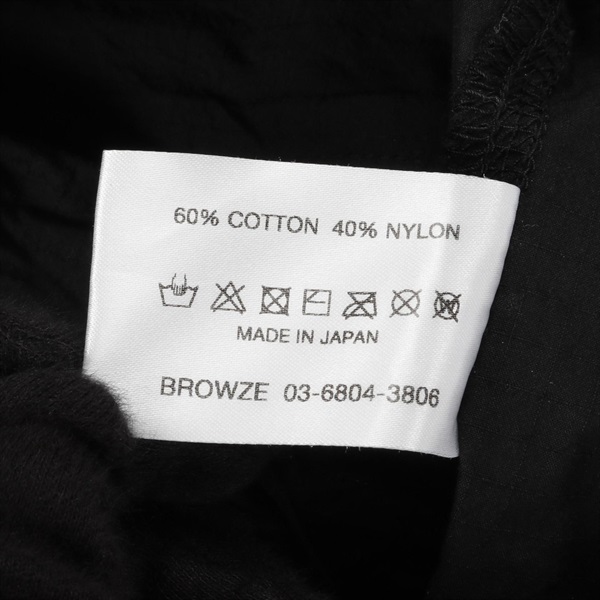 60% COTTON 40% NYLON
W
MADE IN JAPAN
BROWZE 03-6804-3806